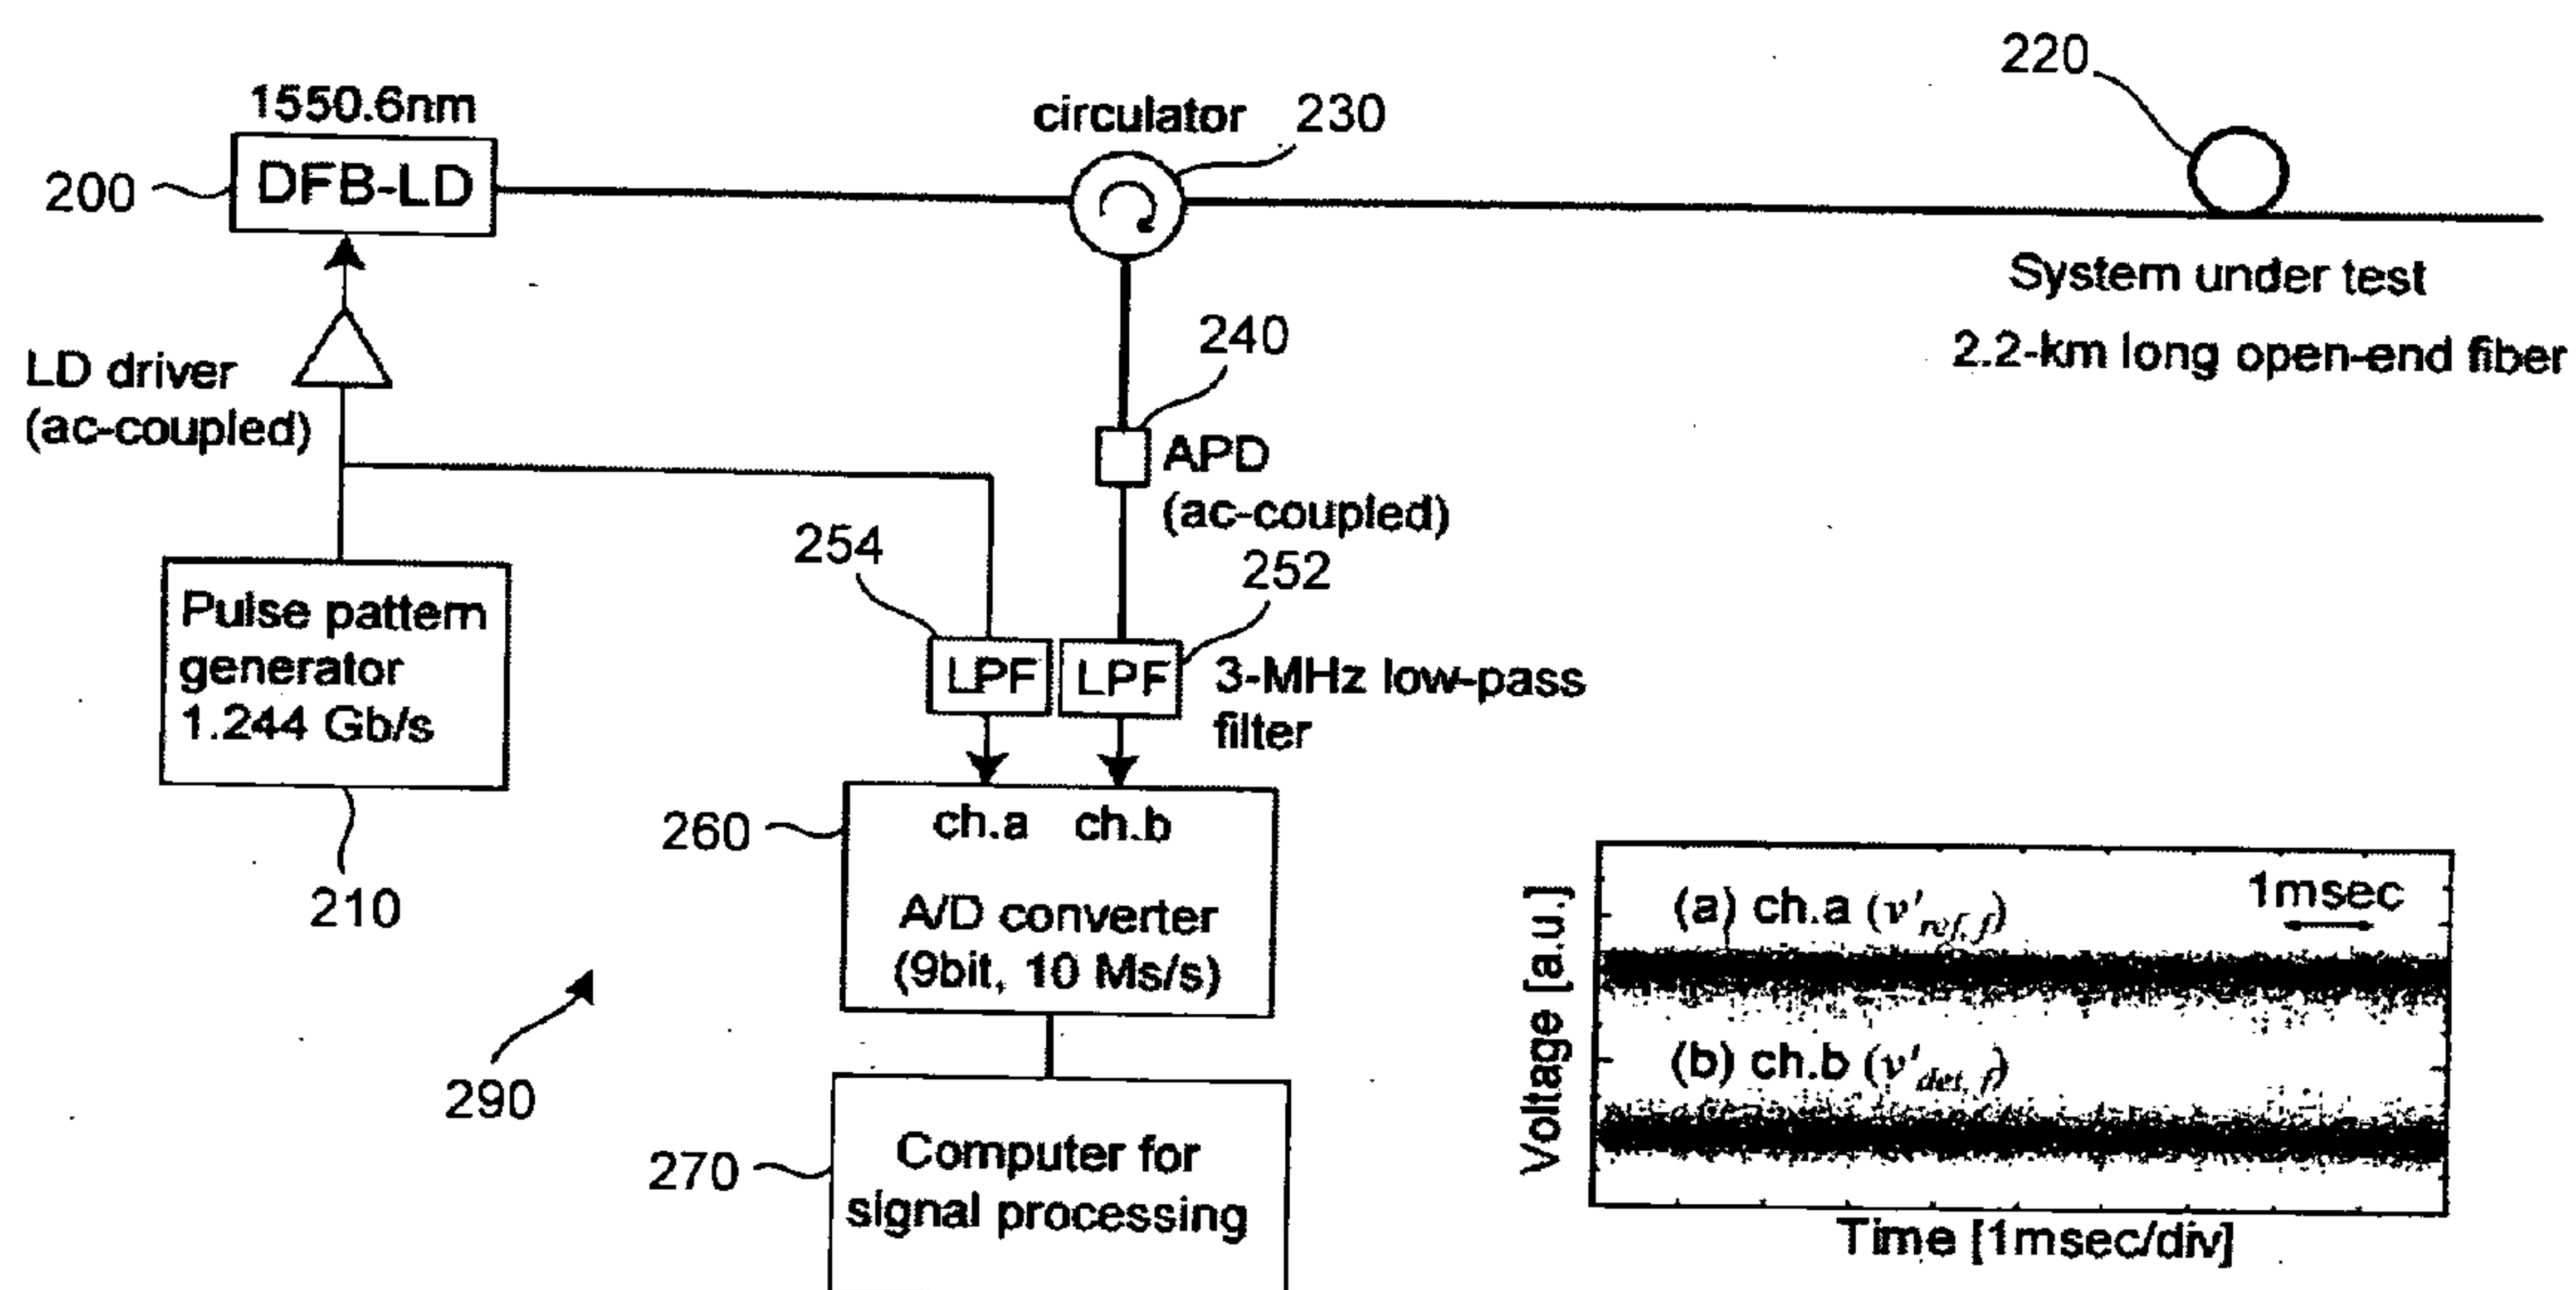 220
1550.6nm
circulator 230
200
DFB-LD
System under test
2.2-km long open-end fiber
240
LD driver
(ac-coupled)
APD
(ac-coupled)
254
252
Pulse pattern
generator
1.244 Gb/s
LPF
LPF
3-MHz low-pass
filter
210
260
ch.a ch.b
A/D converter
(9bit, 10 Ms/s)
290
270
Computer for
signal processing
Voltage [a.u.]
(a) ch.a (v'ref, f)
1msec
(b) ch.b (v'det, f)
Time [1msec/div]